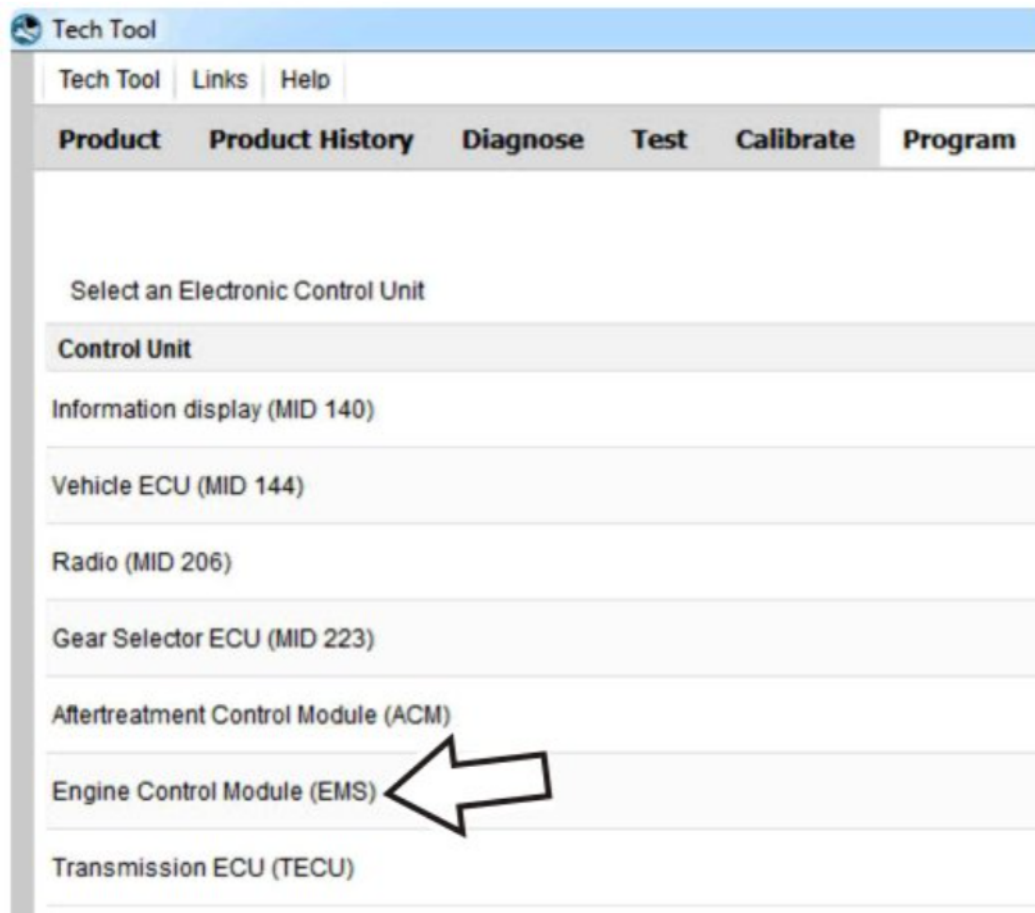 Tech Tool
Tech Tool Links Help
Product Product History Diagnose Test Calibrate Program
Select an Electronic Control Unit
Control Unit
Information display (MID 140)
Vehicle ECU (MID 144)
Radio (MID 206)
Gear Selector ECU (MID 223)
Aftertreatment Control Module (ACM)
Engine Control Module (EMS)
Transmission ECU (TECU)